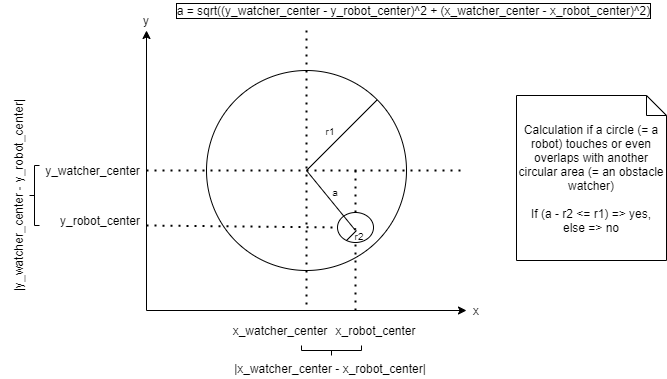 a = sqrt((y_watcher_center - y_robot_center)^2 + (x_watcher_center - x_robot_center)^2)
y
r1
Calculation if a circle (= a
robot) touches or even
overlaps with another
circular area (= an obstacle
watcher)
If (a - r2 <= r1) => yes,
else => no
|y_watcher_center - y_robot_center|
y_watcher_center
a
y_robot_center
r2
x
x_watcher_center
x_robot_center
|x_watcher_center - x_robot_center|